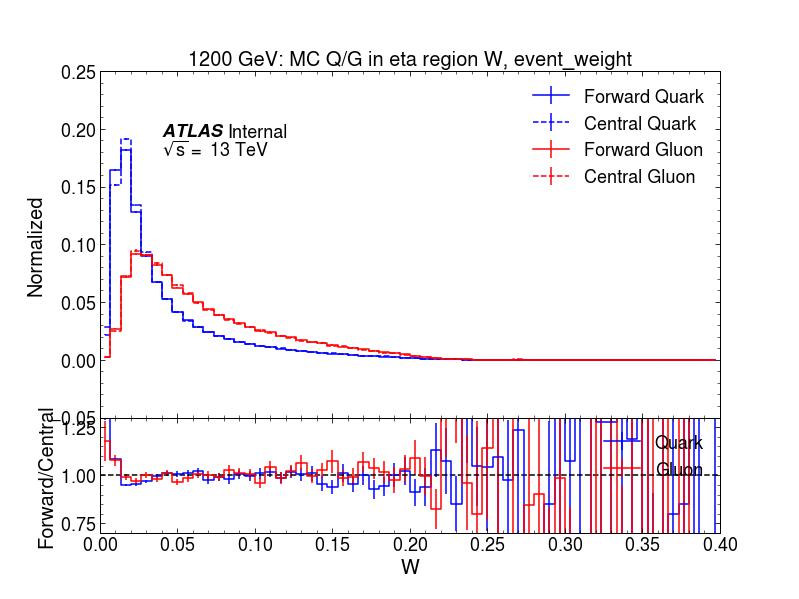 1200 GeV: MC Q/G in eta region W, event_weight
0.25
0.20
0.15
0.10
0.05
0.00
Normalized
ATLAS Internal
√s = 13 TeV
Forward Quark
Central Quark
Forward Gluon
Central Gluon
1.25
1.00
0.75
Forward/Central
Quark
Gluon
0.00 0.05 0.10 0.15 0.20 0.25 0.30 0.35 0.40
W